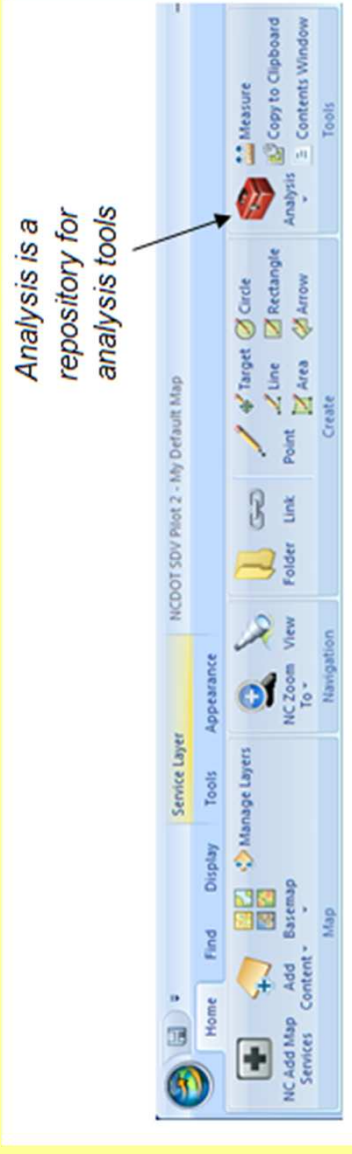 Analysis is a
repository for
analysis tools
Service Layer
NCDOT SDV Pilot 2 - My Default Map
Home
Find
Display
Tools
Appearance
NC Add Map
Services
Add
Content
Basemap
Manage Layers
Map
NC Zoom
To
View
Navigation
Folder
Link
Point
Target
Circle
Line
Rectangle
Area
Arrow
Create
Analysis
Measure
Copy to Clipboard
Contents Window
Tools